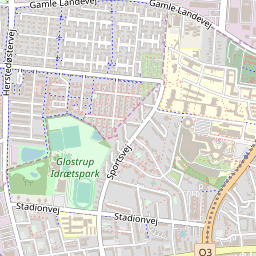 Gamle Landevej
Gamle Landevej
Herstedøstervej
Glostrup
Idrætspark
Sportsvej
Stadionvej
Stadionvej
O3